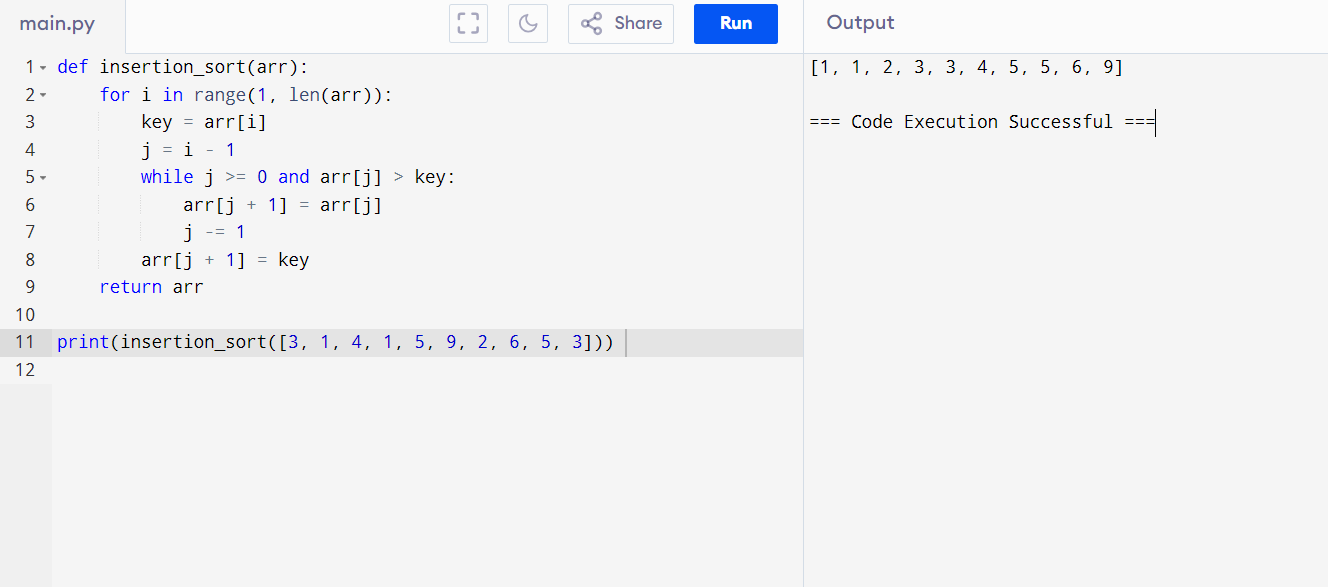 main.py
Share
Run
Output
1 def insertion_sort(arr):
2     for i in range(1, len(arr)):
3         key = arr[i]
4         j = i - 1
5         while j >= 0 and arr[j] > key:
6             arr[j + 1] = arr[j]
7             j -= 1
8         arr[j + 1] = key
9     return arr
10
11 print(insertion_sort([3, 1, 4, 1, 5, 9, 2, 6, 5, 3]))
12
[1, 1, 2, 3, 3, 4, 5, 5, 6, 9]
=== Code Execution Successful ===